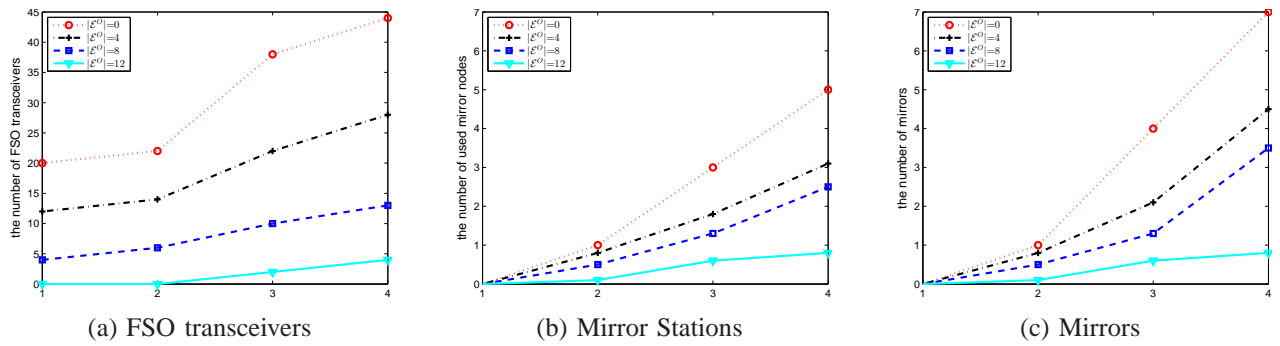 45
40
35
30
25
20
15
10
5
0
the number of FSO transceivers
|ℰ^O|=0
|ℰ^O|=4
|ℰ^O|=8
|ℰ^O|=12
1 2 3 4
(a) FSO transceivers
7
6
5
4
3
2
1
0
the number of used mirror nodes
|ℰ^O|=0
|ℰ^O|=4
|ℰ^O|=8
|ℰ^O|=12
1 2 3 4
(b) Mirror Stations
7
6
5
4
3
2
1
0
the number of mirrors
|ℰ^O|=0
|ℰ^O|=4
|ℰ^O|=8
|ℰ^O|=12
1 2 3 4
(c) Mirrors